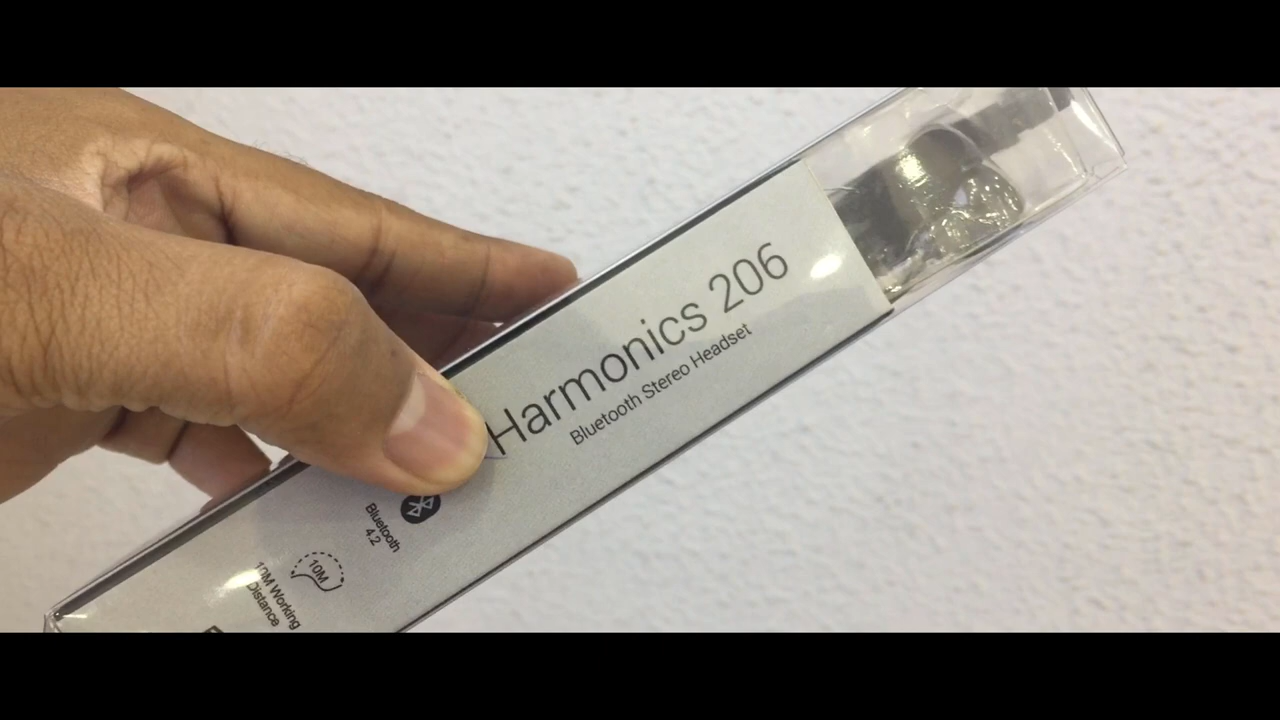 Harmonics 206
Bluetooth Stereo Headset
Bluetooth
4.2
10M
10M Working
Distance